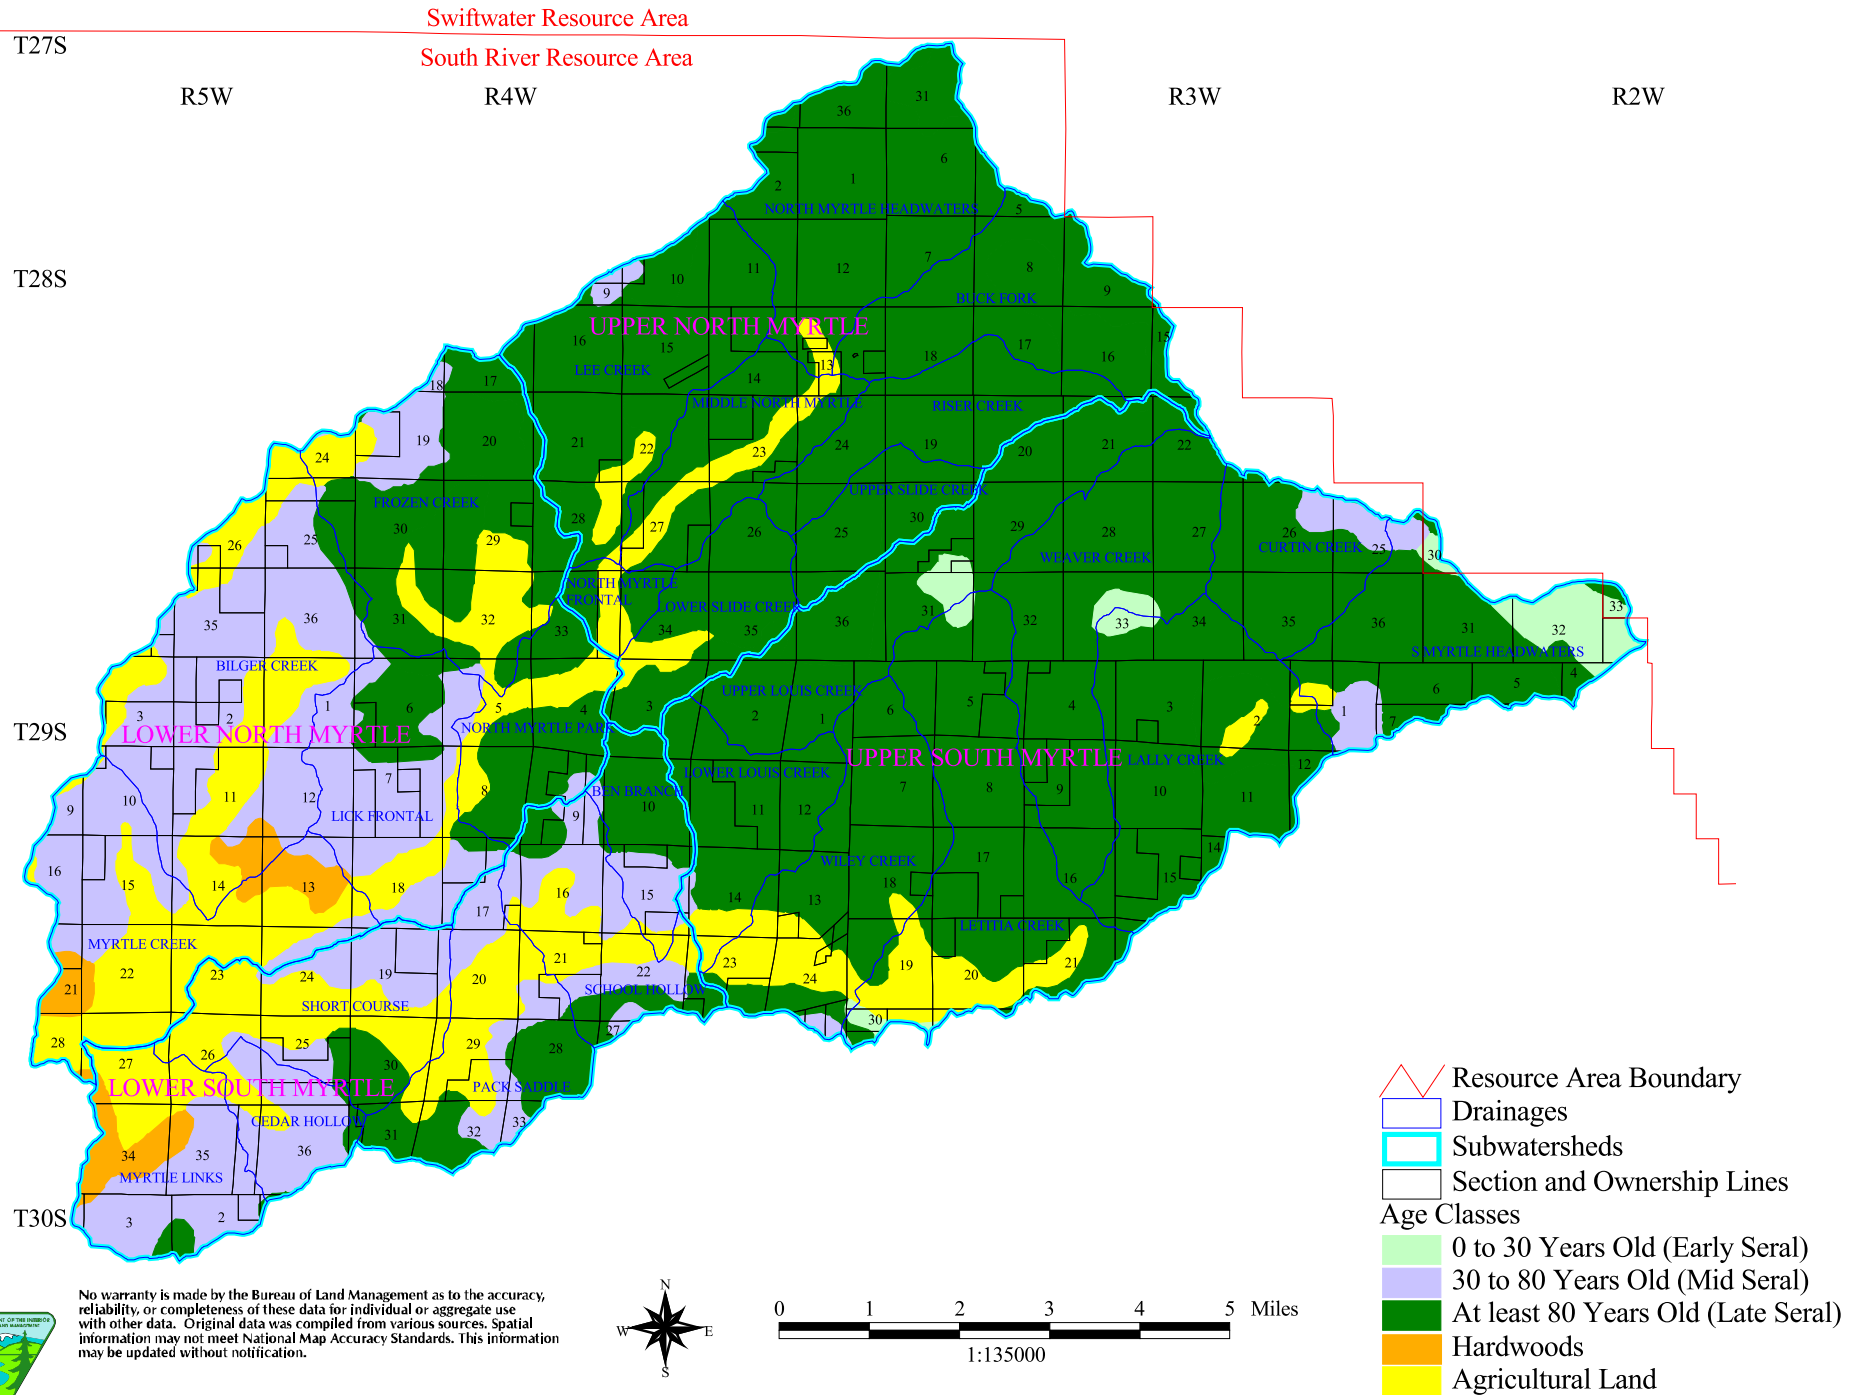 Swiftwater Resource Area
T27S
South River Resource Area
R5W R4W R3W R2W
31
36
6
1
2
NORTH MYRTLE HEADWATERS 5
7
T28S
10 11 12 8
9 9
BUCK FORK
UPPER NORTH MYRTLE
16 15 17 15
18 16
LEE CREEK 13
18 17 14
MIDDLE NORTH MYRTLE RISER CREEK
19 20 21 22 23 24 19 20 21 22
24
FROZEN CREEK UPPER SLIDE CREEK
26 25 30 29 28 27 26 25 30 29 28 27 26 25 30
WEAVER CREEK CURTIN CREEK
NORTH MYRTLE
FRONTAL LOWER SLIDE CREEK
35 36 31 32 33 34 35 36 31 32 33 34 35 36 31 32 33
S MYRTLE HEADWATERS
BILGER CREEK
UPPER LOUIS CREEK
3 2 1 6 5 4 3 2 1 6 5 4 3 2 1 7 6 5 4
T29S
LOWER NORTH MYRTLE NORTH MYRTLE PARK
UPPER SOUTH MYRTLE LALLY CREEK
LOWER LOUIS CREEK
BEN BRANCH
9 10 11 12 7 8 9 10 11 12 7 8 9 10 11 12
LICK FRONTAL
WILEY CREEK
16 15 14 13 18 17 16 15 14 13 18 17 16 15 14
LETITIA CREEK
MYRTLE CREEK
21 22 23 24 19 20 21 22 23 24 19 20 21
SCHOOL HOLLOW
SHORT COURSE
28 27 26 25 30 29 28 27 30
LOWER SOUTH MYRTLE PACK SADDLE
CEDAR HOLLOW
34 35 36 31 32 33
MYRTLE LINKS
T30S
3 2
Resource Area Boundary
Drainages
Subwatersheds
Section and Ownership Lines
Age Classes
0 to 30 Years Old (Early Seral)
30 to 80 Years Old (Mid Seral)
At least 80 Years Old (Late Seral)
Hardwoods
Agricultural Land
No warranty is made by the Bureau of Land Management as to the accuracy,
reliability, or completeness of these data for individual or aggregate use
with other data. Original data was compiled from various sources. Spatial
information may not meet National Map Accuracy Standards. This information
may be updated without notification.
N
W E
S
0 1 2 3 4 5 Miles
1:135000